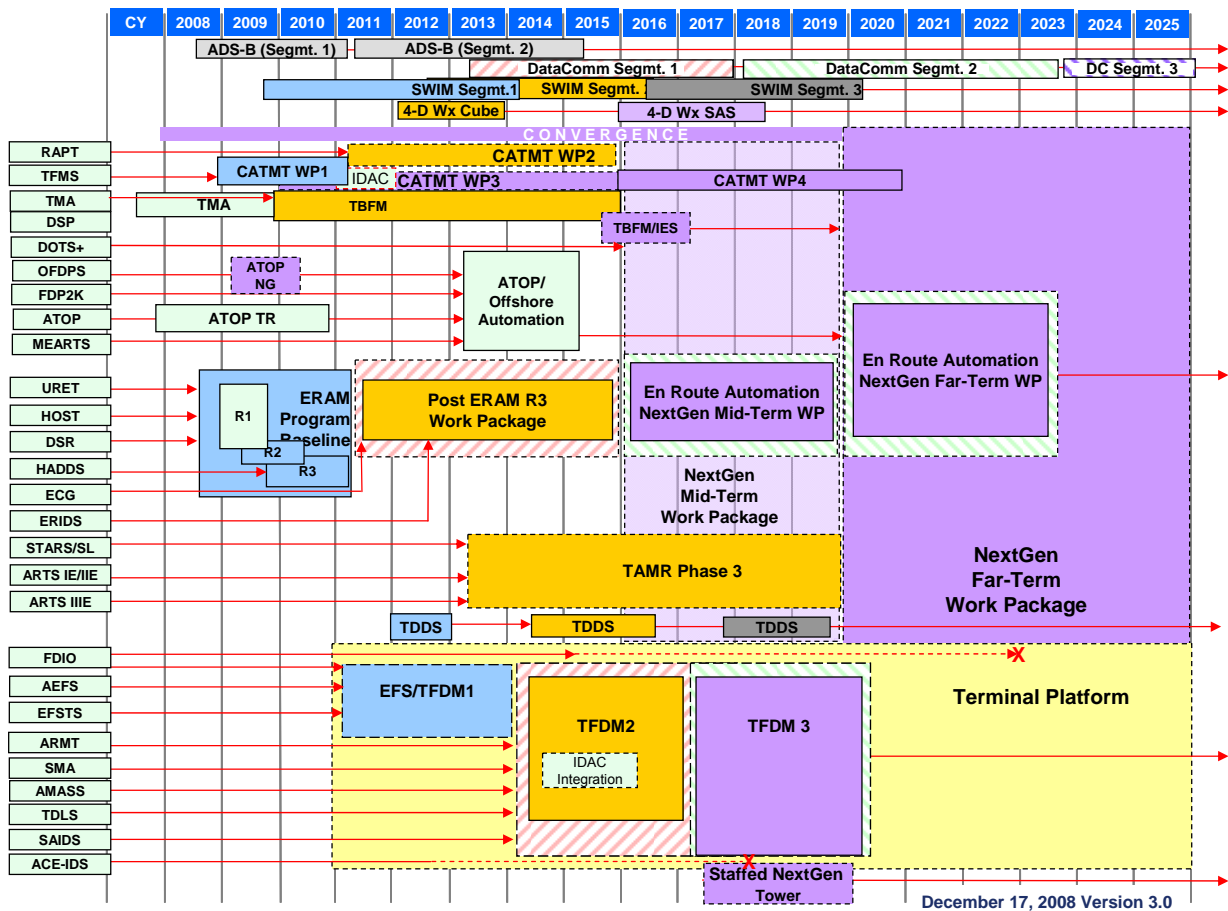 CY 2008 2009 2010 2011 2012 2013 2014 2015 2016 2017 2018 2019 2020 2021 2022 2023 2024 2025
ADS-B (Segmt. 1) ADS-B (Segmt. 2)
DataComm Segmt. 1 DataComm Segmt. 2 DC Segmt. 3
SWIM Segmt.1 SWIM Segmt. SWIM Segmt. 3
4-D Wx Cube 4-D Wx SAS
CONVERGENCE
RAPT
CATMT WP2
TFMS
CATMT WP1
IDAC
CATMT WP3
CATMT WP4
TMA
TMA
TBFM
DSP
TBFM/IES
DOTS+
OFDPS
ATOP
NG
FDP2K
ATOP/
Offshore
Automation
ATOP
ATOP TR
MEARTS
URET
HOST
DSR
HADDS
ECG
ERIDS
ERAM
Program
Baseline
R1
R2
R3
Post ERAM R3
Work Package
En Route Automation
NextGen Mid-Term WP
En Route Automation
NextGen Far-Term WP
NextGen
Mid-Term
Work Package
STARS/SL
ARTS IE/IIE
ARTS IIIE
TAMR Phase 3
NextGen
Far-Term
Work Package
TDDS TDDS TDDS
FDIO
X
AEFS
EFSTS
EFS/TFDM1
ARMT
SMA
AMASS
TDLS
SAIDS
ACE-IDS
TFDM2
IDAC
Integration
TFDM 3
Terminal Platform
X
Staffed NextGen
Tower
December 17, 2008 Version 3.0